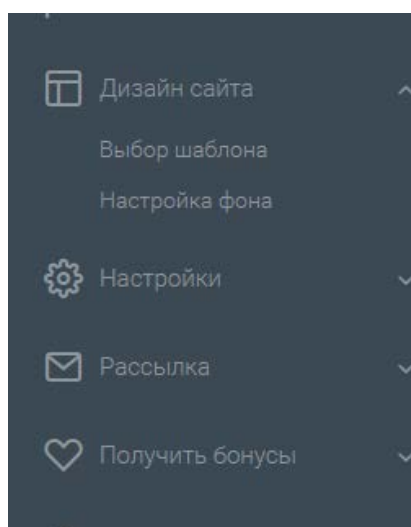 Дизайн сайта
Выбор шаблона
Настройка фона
Настройки
Рассылка
Получить бонусы